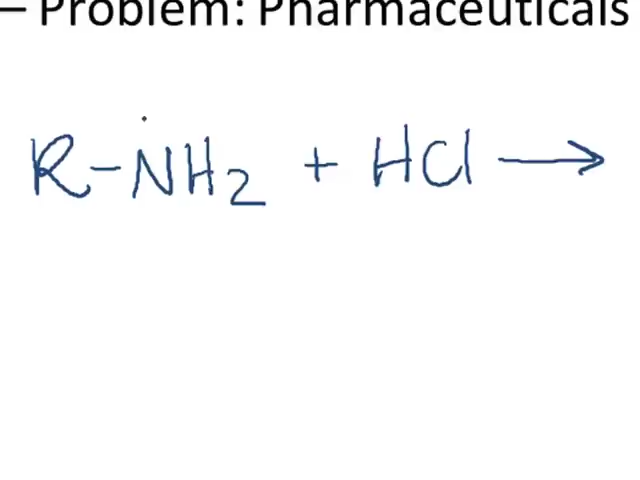 – Problem: Pharmaceuticals
R–NH2 + HCl →